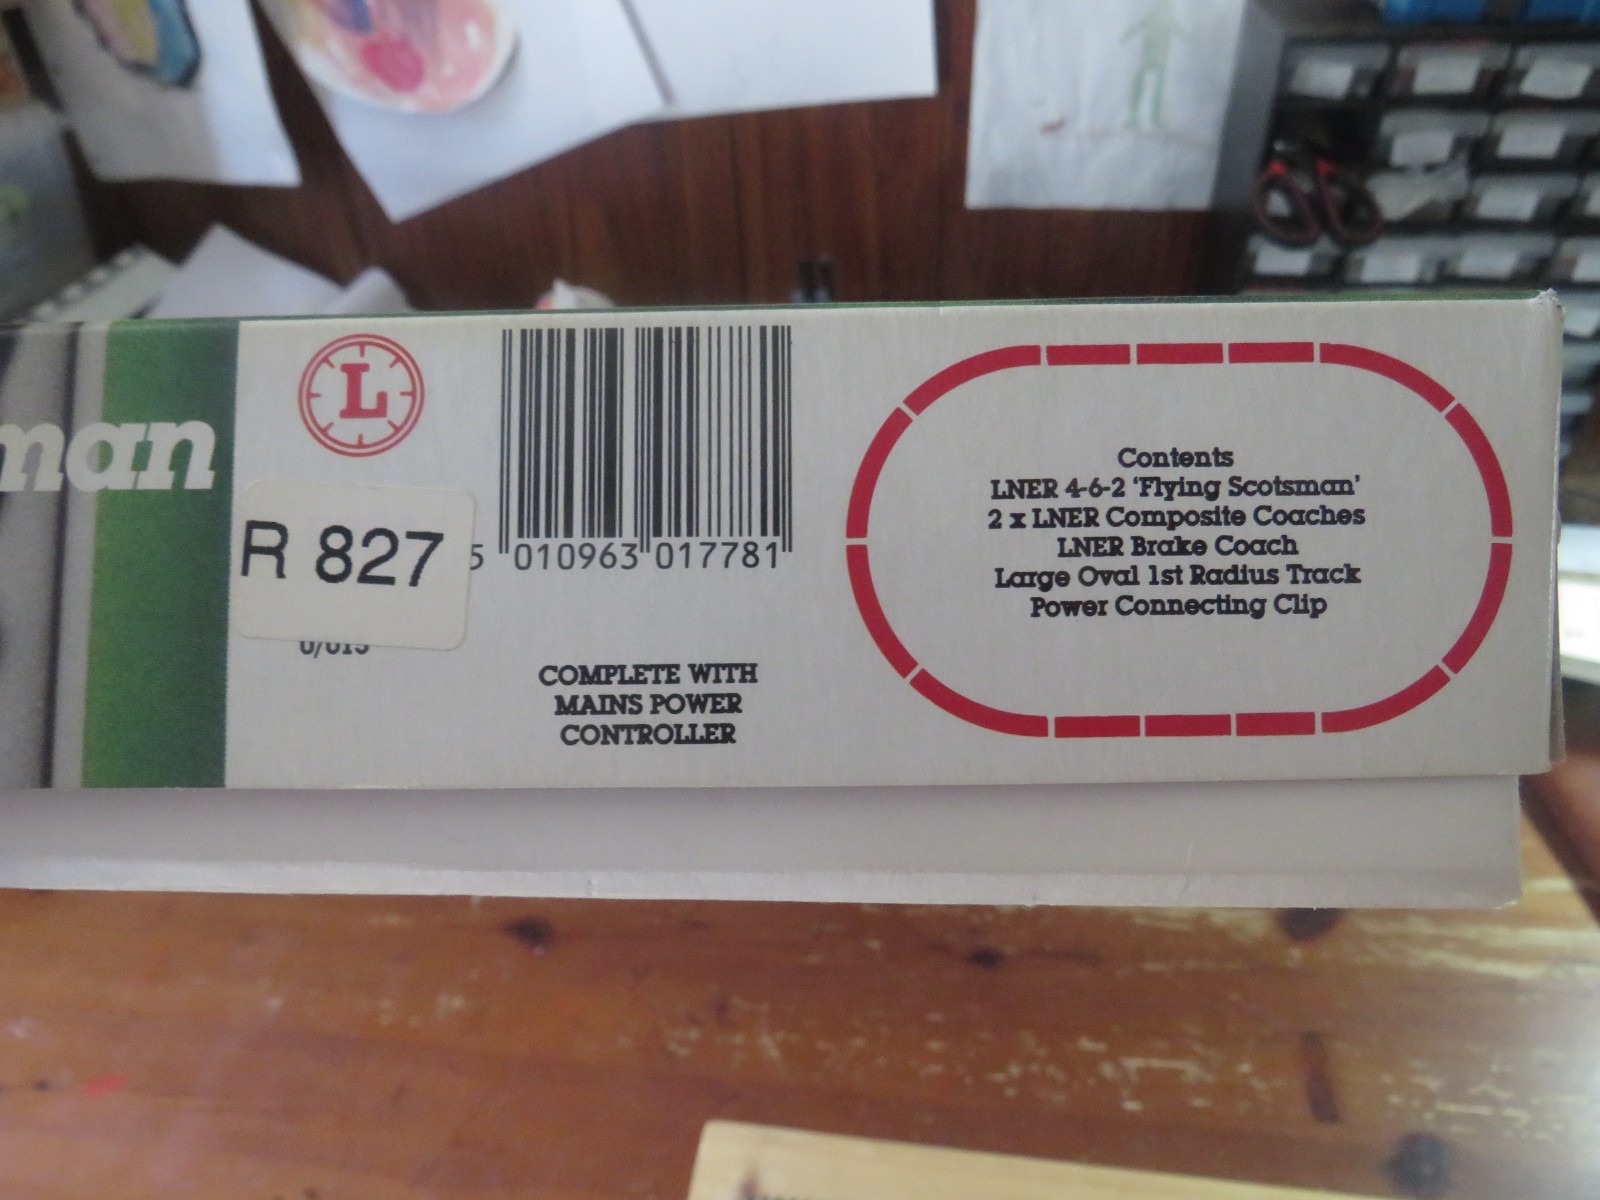 man
L
R 827
5 010963 017781
COMPLETE WITH
MAINS POWER
CONTROLLER
Contents
LNER 4-6-2 ‘Flying Scotsman’
2 x LNER Composite Coaches
LNER Brake Coach
Large Oval 1st Radius Track
Power Connecting Clip